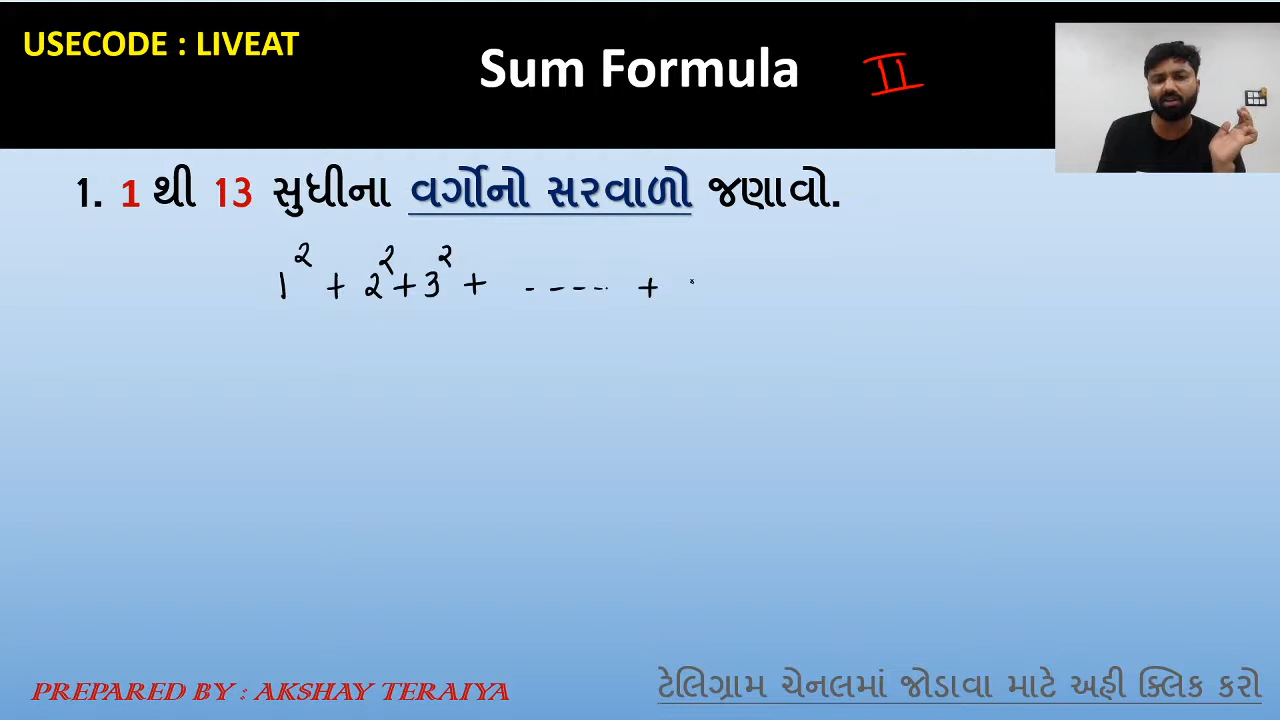 USECODE : LIVEAT
Sum Formula II
1. 1 થી 13 સુધીના વર્ગોનો સરવાળો જણાવો.
1² + 2² + 3² + ----- +
PREPARED BY : AKSHAY TERAIYA
ટેલિગ્રામ ચેનલમાં જોડાવા માટે અહી ક્લિક કરો